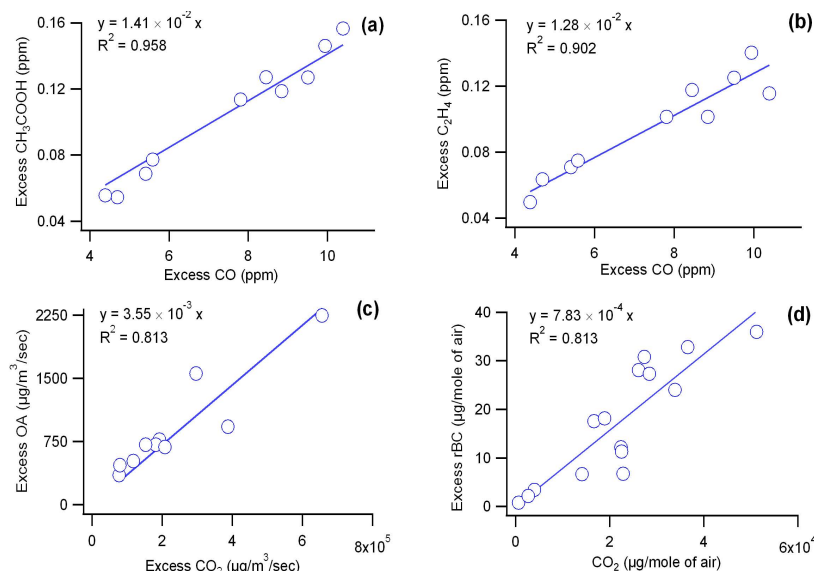 y = 1.41 × 10⁻² x
R² = 0.958
(a)
Excess CH₃COOH (ppm)
0.16
0.12
0.08
0.04
4 6 8 10
Excess CO (ppm)
y = 1.28 × 10⁻² x
R² = 0.902
(b)
Excess C₂H₄ (ppm)
0.16
0.12
0.08
0.04
4 6 8 10
Excess CO (ppm)
y = 3.55 × 10⁻³ x
R² = 0.813
(c)
Excess OA (µg/m³/sec)
2250
1500
750
0
0 2 4 6 8x10⁵
Excess CO₂ (µg/m³/sec)
y = 7.83 × 10⁻⁴ x
R² = 0.813
(d)
Excess rBC (µg/mole of air)
40
30
20
10
0
0 2 4 6x10⁴
CO₂ (µg/mole of air)